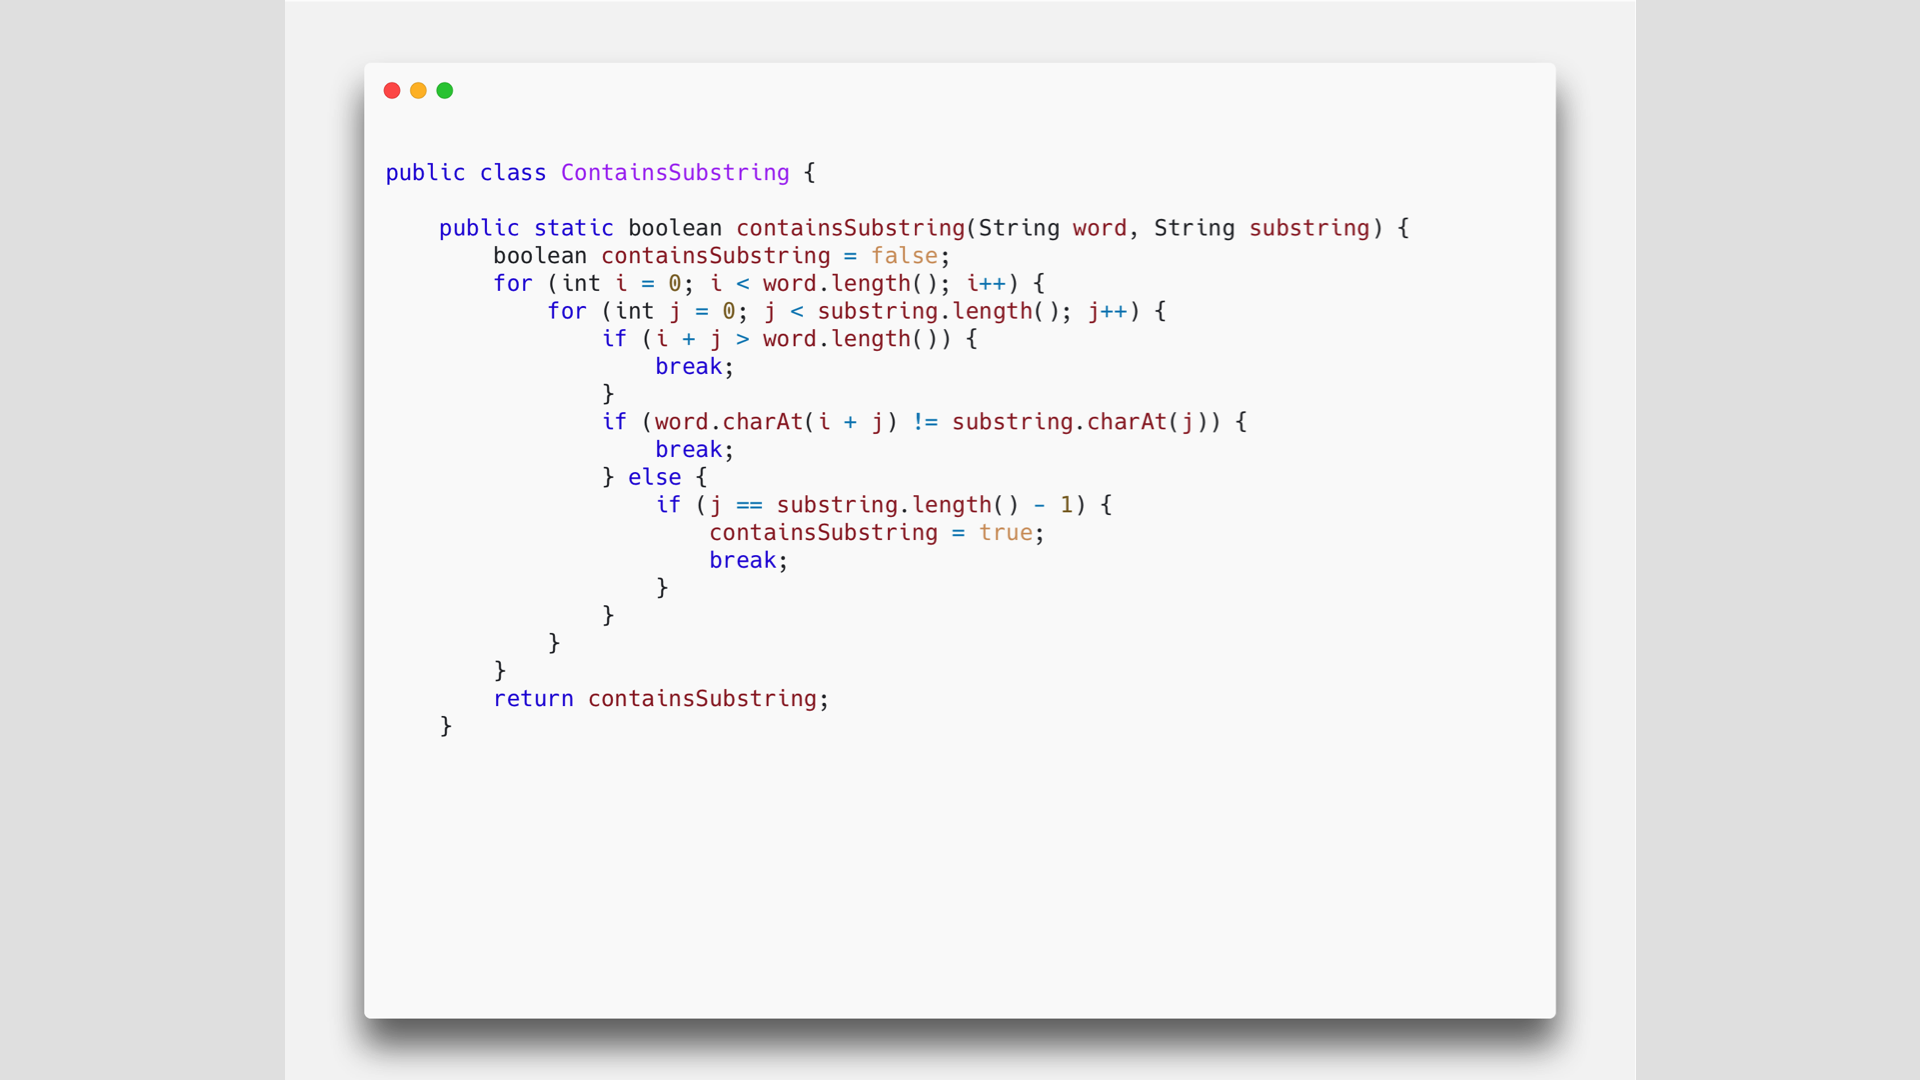 public class ContainsSubstring {
    public static boolean containsSubstring(String word, String substring) {
        boolean containsSubstring = false;
        for (int i = 0; i < word.length(); i++) {
            for (int j = 0; j < substring.length(); j++) {
                if (i + j > word.length()) {
                    break;
                }
                if (word.charAt(i + j) != substring.charAt(j)) {
                    break;
                } else {
                    if (j == substring.length() - 1) {
                        containsSubstring = true;
                        break;
                    }
                }
            }
        }
        return containsSubstring;
    }